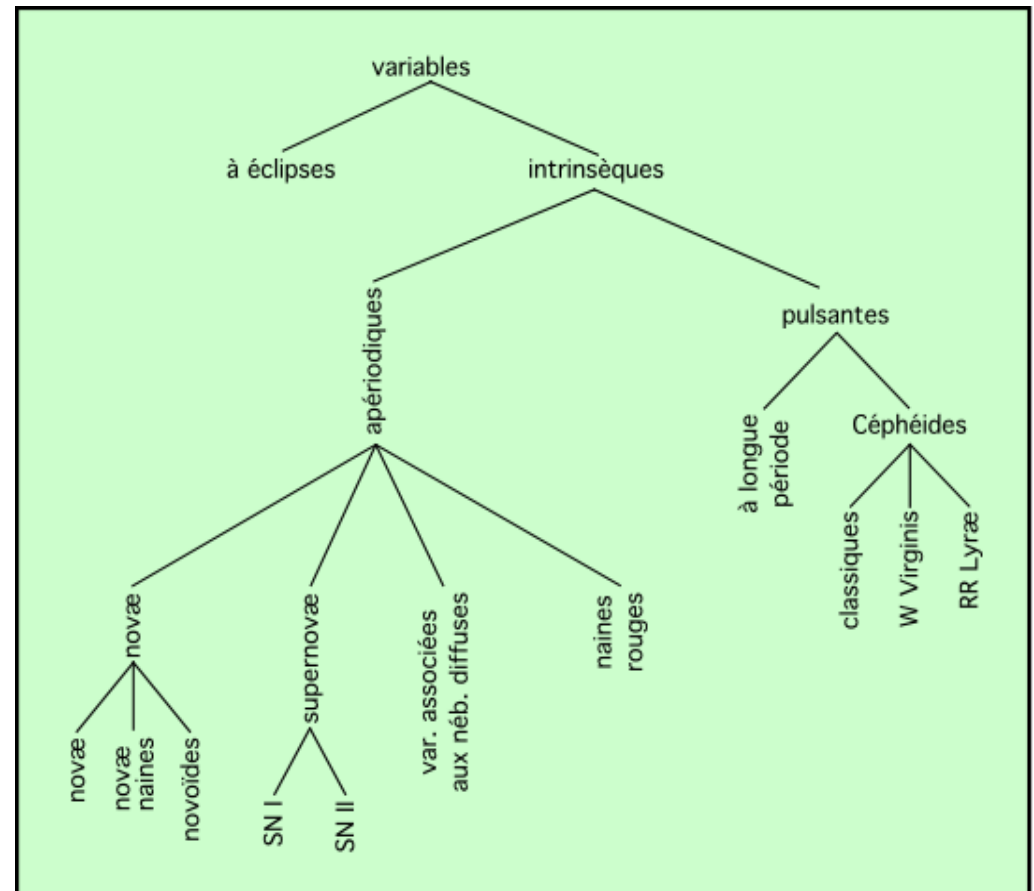 variables
à éclipses
intrinsèques
apériodiques
pulsantes
à longue
période
Céphéides
classiques
W Virginis
RR Lyræ
novæ
supernovæ
var. associées
aux néb. diffuses
naines
rouges
novæ
novæ
naines
novoïdes
SN I
SN II